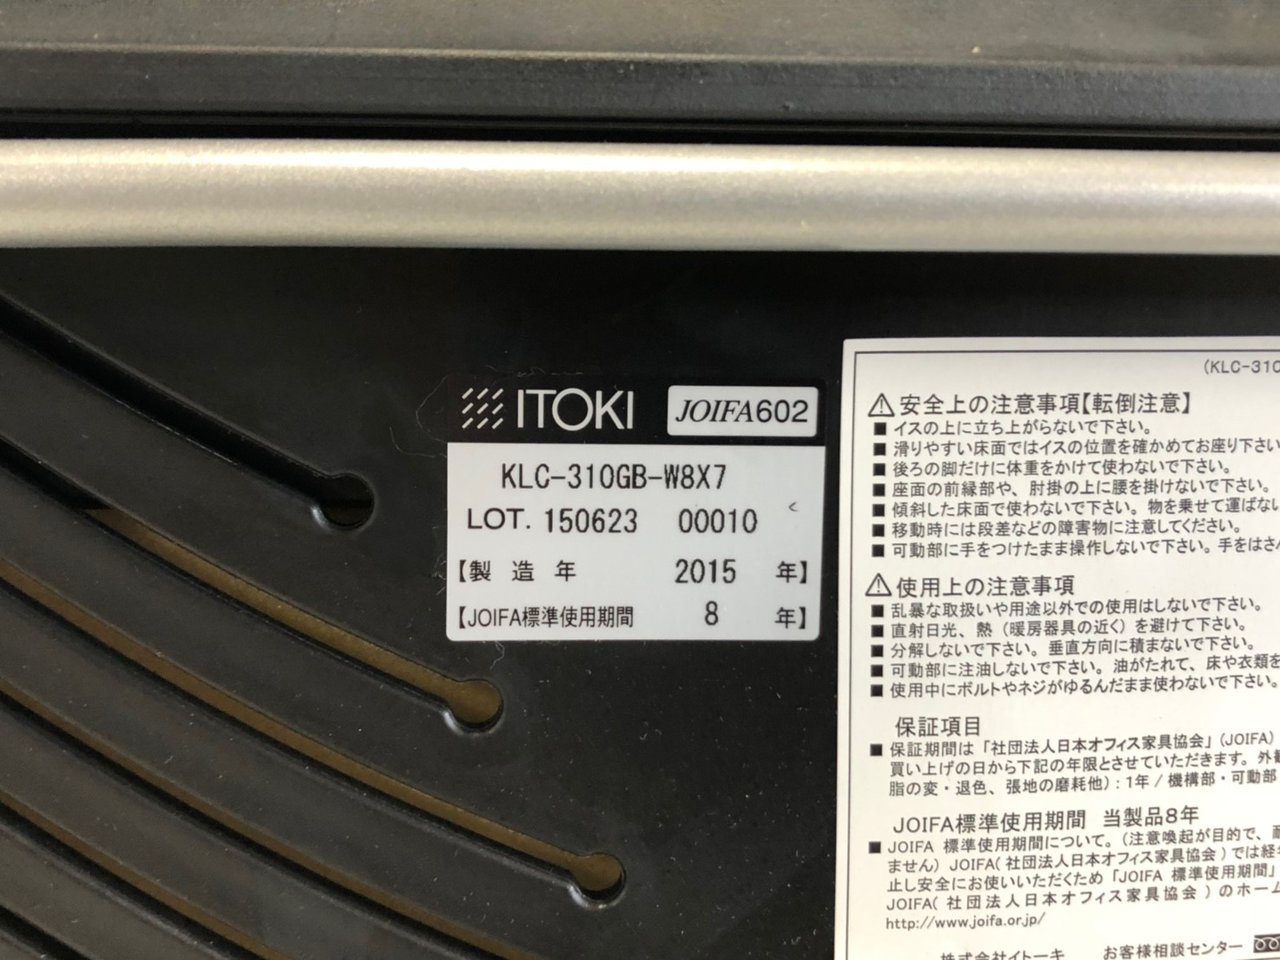 ITOKI JOIFA602
KLC-310GB-W8X7
LOT. 150623 00010
【製 造 年 2015 年】
【JOIFA標準使用期間 8 年】
(KLC-310
⚠安全上の注意事項【転倒注意】
■ イスの上に立ち上がらないで下さい。
■ 滑りやすい床面ではイスの位置を確かめてお座り下さい
■ 後ろの脚だけに体重をかけて使わないで下さい。
■ 座面の前縁部や、肘掛の上に腰を掛けないで下さい。
■ 傾斜した床面で使わないで下さい。物を乗せて運ばない
■ 移動時には段差などの障害物に注意してください。
■ 可動部に手をつけたまま操作しないで下さい。手をはさん
⚠使用上の注意事項
■ 乱暴な取扱いや用途以外での使用はしないで下さい。
■ 直射日光、熱（暖房器具の近く）を避けて下さい。
■ 分解しないで下さい。垂直方向に積まないで下さい。
■ 可動部に注油しないで下さい。油がたれて、床や衣類を
■ 使用中にボルトやネジがゆるんだまま使わないで下さい。
保証項目
■ 保証期間は「社団法人日本オフィス家具協会」(JOIFA)
買い上げの日から下記の年限とさせていただきます。外観
脂の変・退色、張地の磨耗他)：1年 / 機構部・可動部
JOIFA標準使用期間 当製品8年
■ JOIFA 標準使用期間について。(注意喚起が目的で、耐
ません) JOIFA(社団法人日本オフィス家具協会)では経年
止し安全にお使いいただくため「JOIFA 標準使用期間」
JOIFA(社団法人日本オフィス家具協会)のホーム
http://www.joifa.or.jp/
株式会社イトーキ お客様相談センター